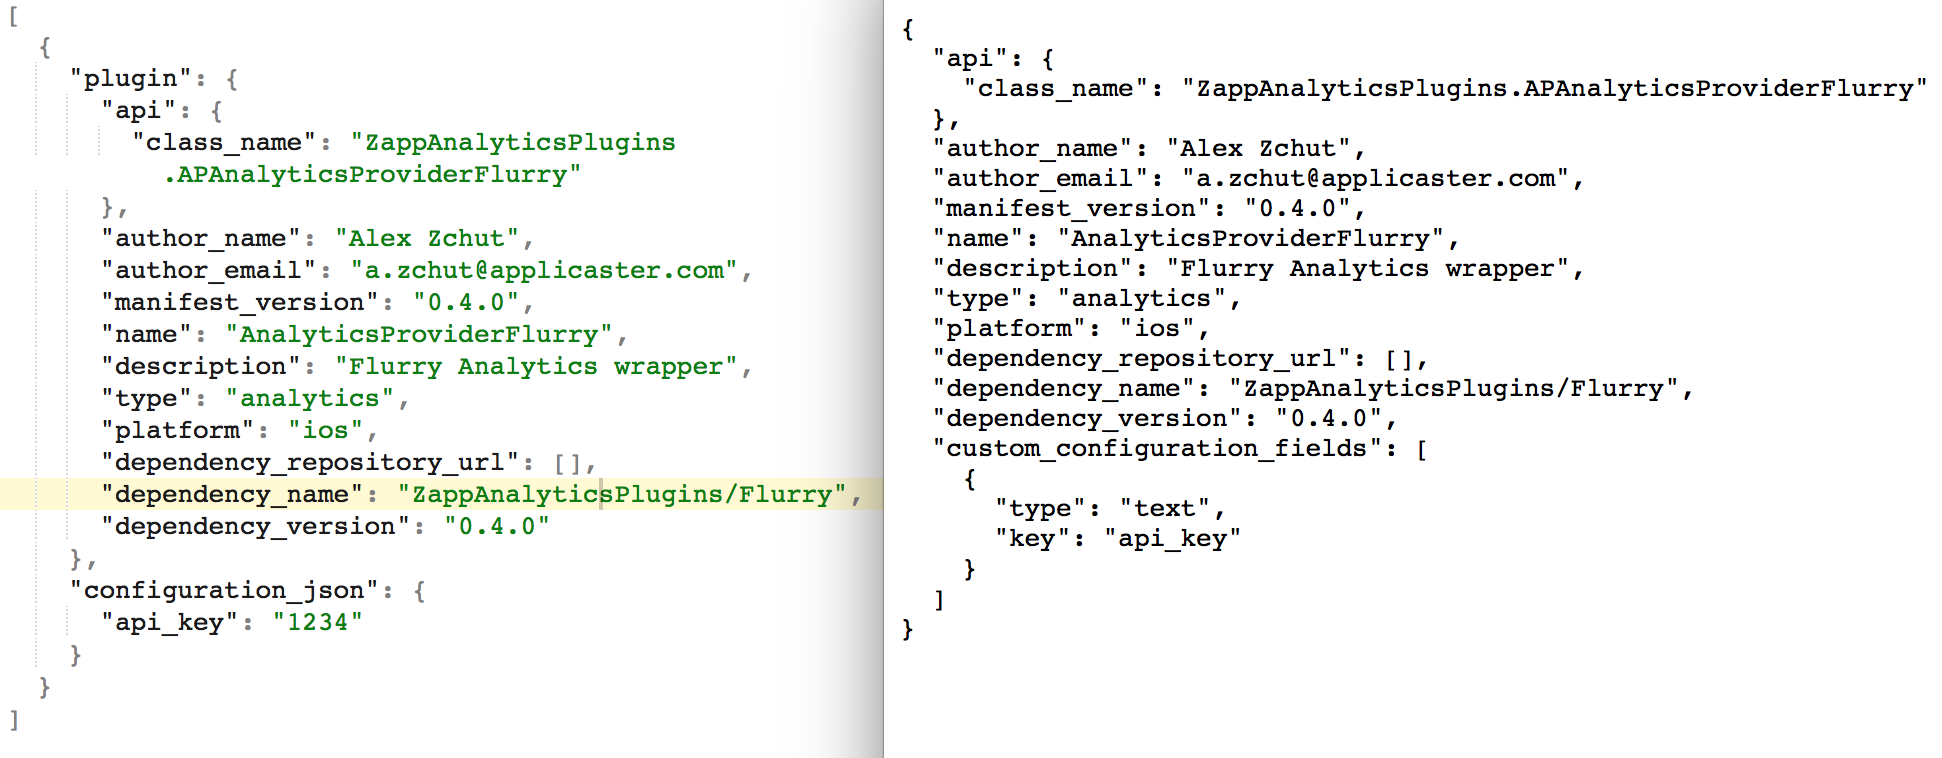 [
  {
    "plugin": {
      "api": {
        "class_name": "ZappAnalyticsPlugins
          .APAnalyticsProviderFlurry"
      },
      "author_name": "Alex Zchut",
      "author_email": "a.zchut@applicaster.com",
      "manifest_version": "0.4.0",
      "name": "AnalyticsProviderFlurry",
      "description": "Flurry Analytics wrapper",
      "type": "analytics",
      "platform": "ios",
      "dependency_repository_url": [],
      "dependency_name": "ZappAnalyticsPlugins/Flurry",
      "dependency_version": "0.4.0"
    },
    "configuration_json": {
      "api_key": "1234"
    }
  }
]
{
  "api": {
    "class_name": "ZappAnalyticsPlugins.APAnalyticsProviderFlurry"
  },
  "author_name": "Alex Zchut",
  "author_email": "a.zchut@applicaster.com",
  "manifest_version": "0.4.0",
  "name": "AnalyticsProviderFlurry",
  "description": "Flurry Analytics wrapper",
  "type": "analytics",
  "platform": "ios",
  "dependency_repository_url": [],
  "dependency_name": "ZappAnalyticsPlugins/Flurry",
  "dependency_version": "0.4.0",
  "custom_configuration_fields": [
    {
      "type": "text",
      "key": "api_key"
    }
  ]
}